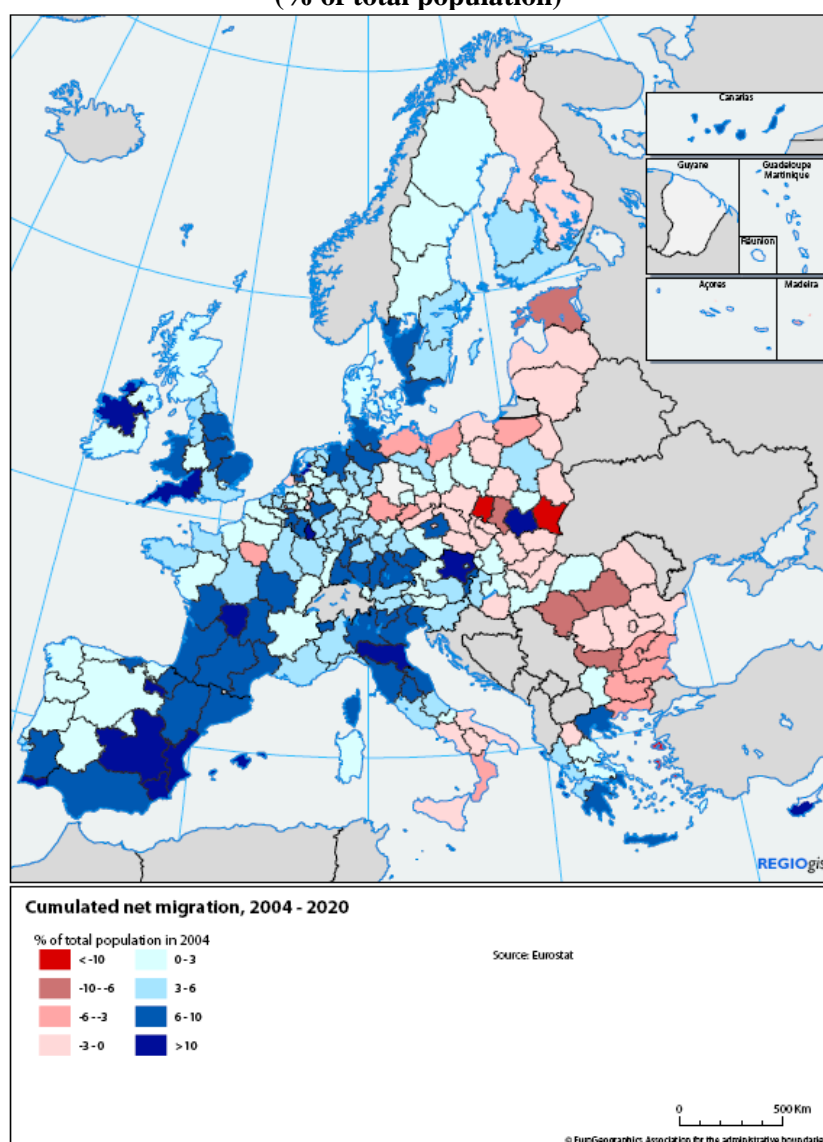 (% of total population)
Canarias
Guyane
Guadeloupe
Martinique
Réunion
Açores
Madeira
REGIOgis
Cumulated net migration, 2004 - 2020
% of total population in 2004
< -10
-10 - -6
-6 - -3
-3 - 0
0 - 3
3 - 6
6 - 10
> 10
Source: Eurostat
0 500 Km
© EuroGeographics Association for the administrative boundaries